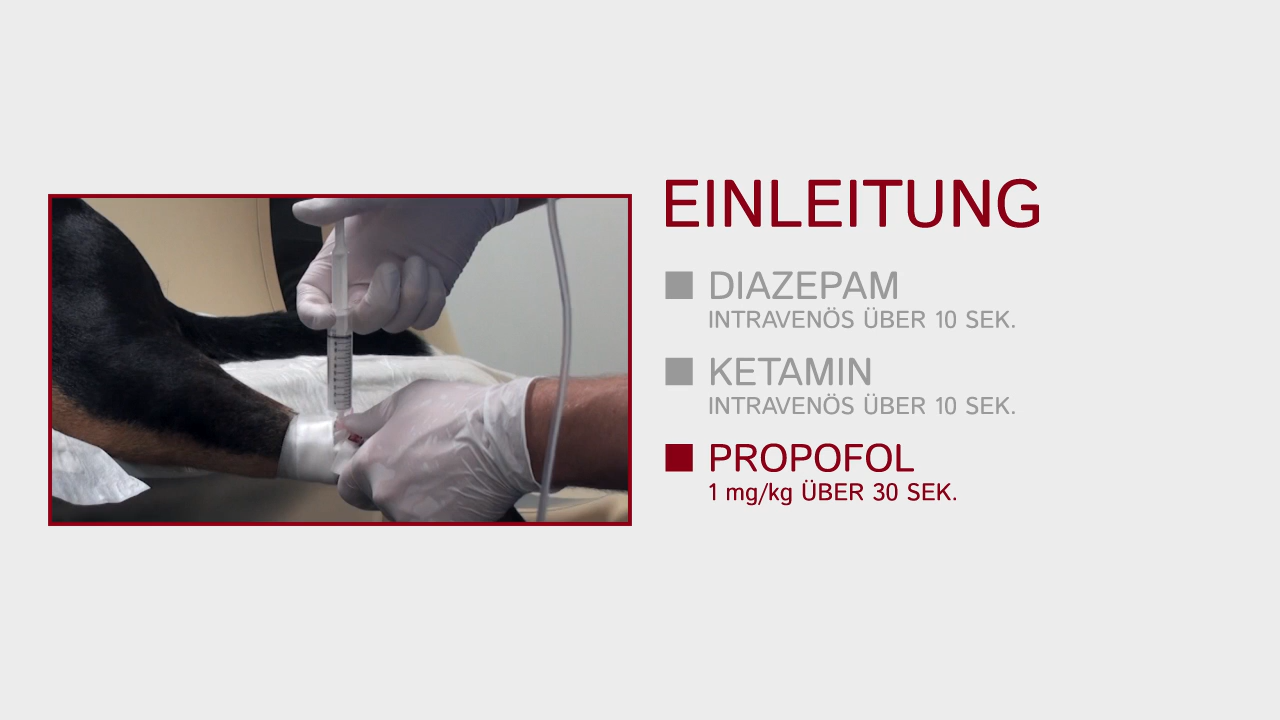 EINLEITUNG
DIAZEPAM
INTRAVENÖS ÜBER 10 SEK.
KETAMIN
INTRAVENÖS ÜBER 10 SEK.
PROPOFOL
1 mg/kg ÜBER 30 SEK.